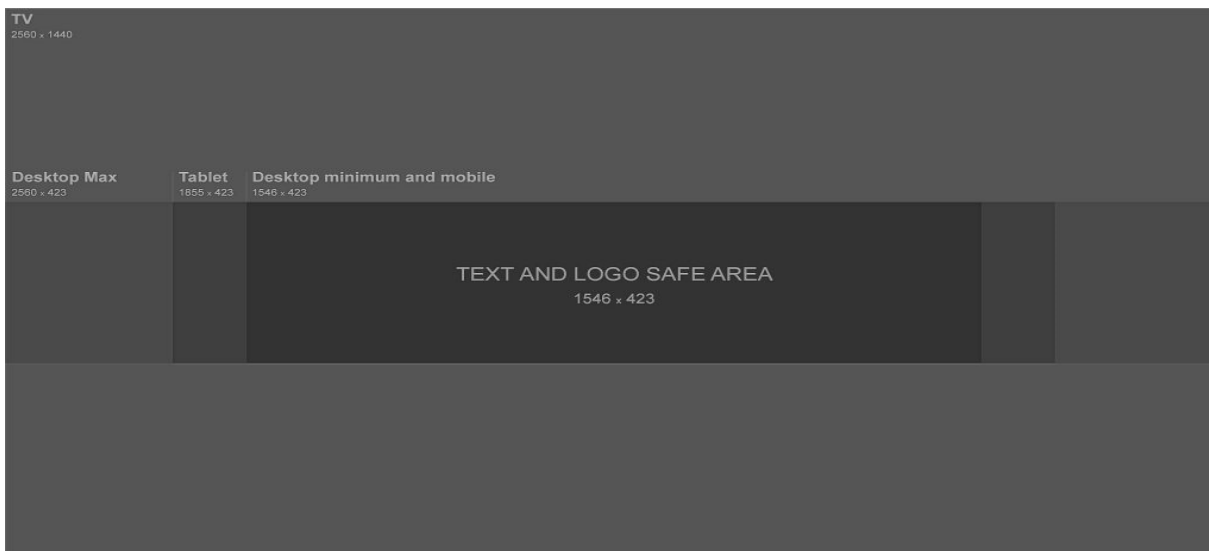 TV
2560 x 1440
Desktop Max
2560 x 423
Tablet
1855 x 423
Desktop minimum and mobile
1546 x 423
TEXT AND LOGO SAFE AREA
1546 x 423